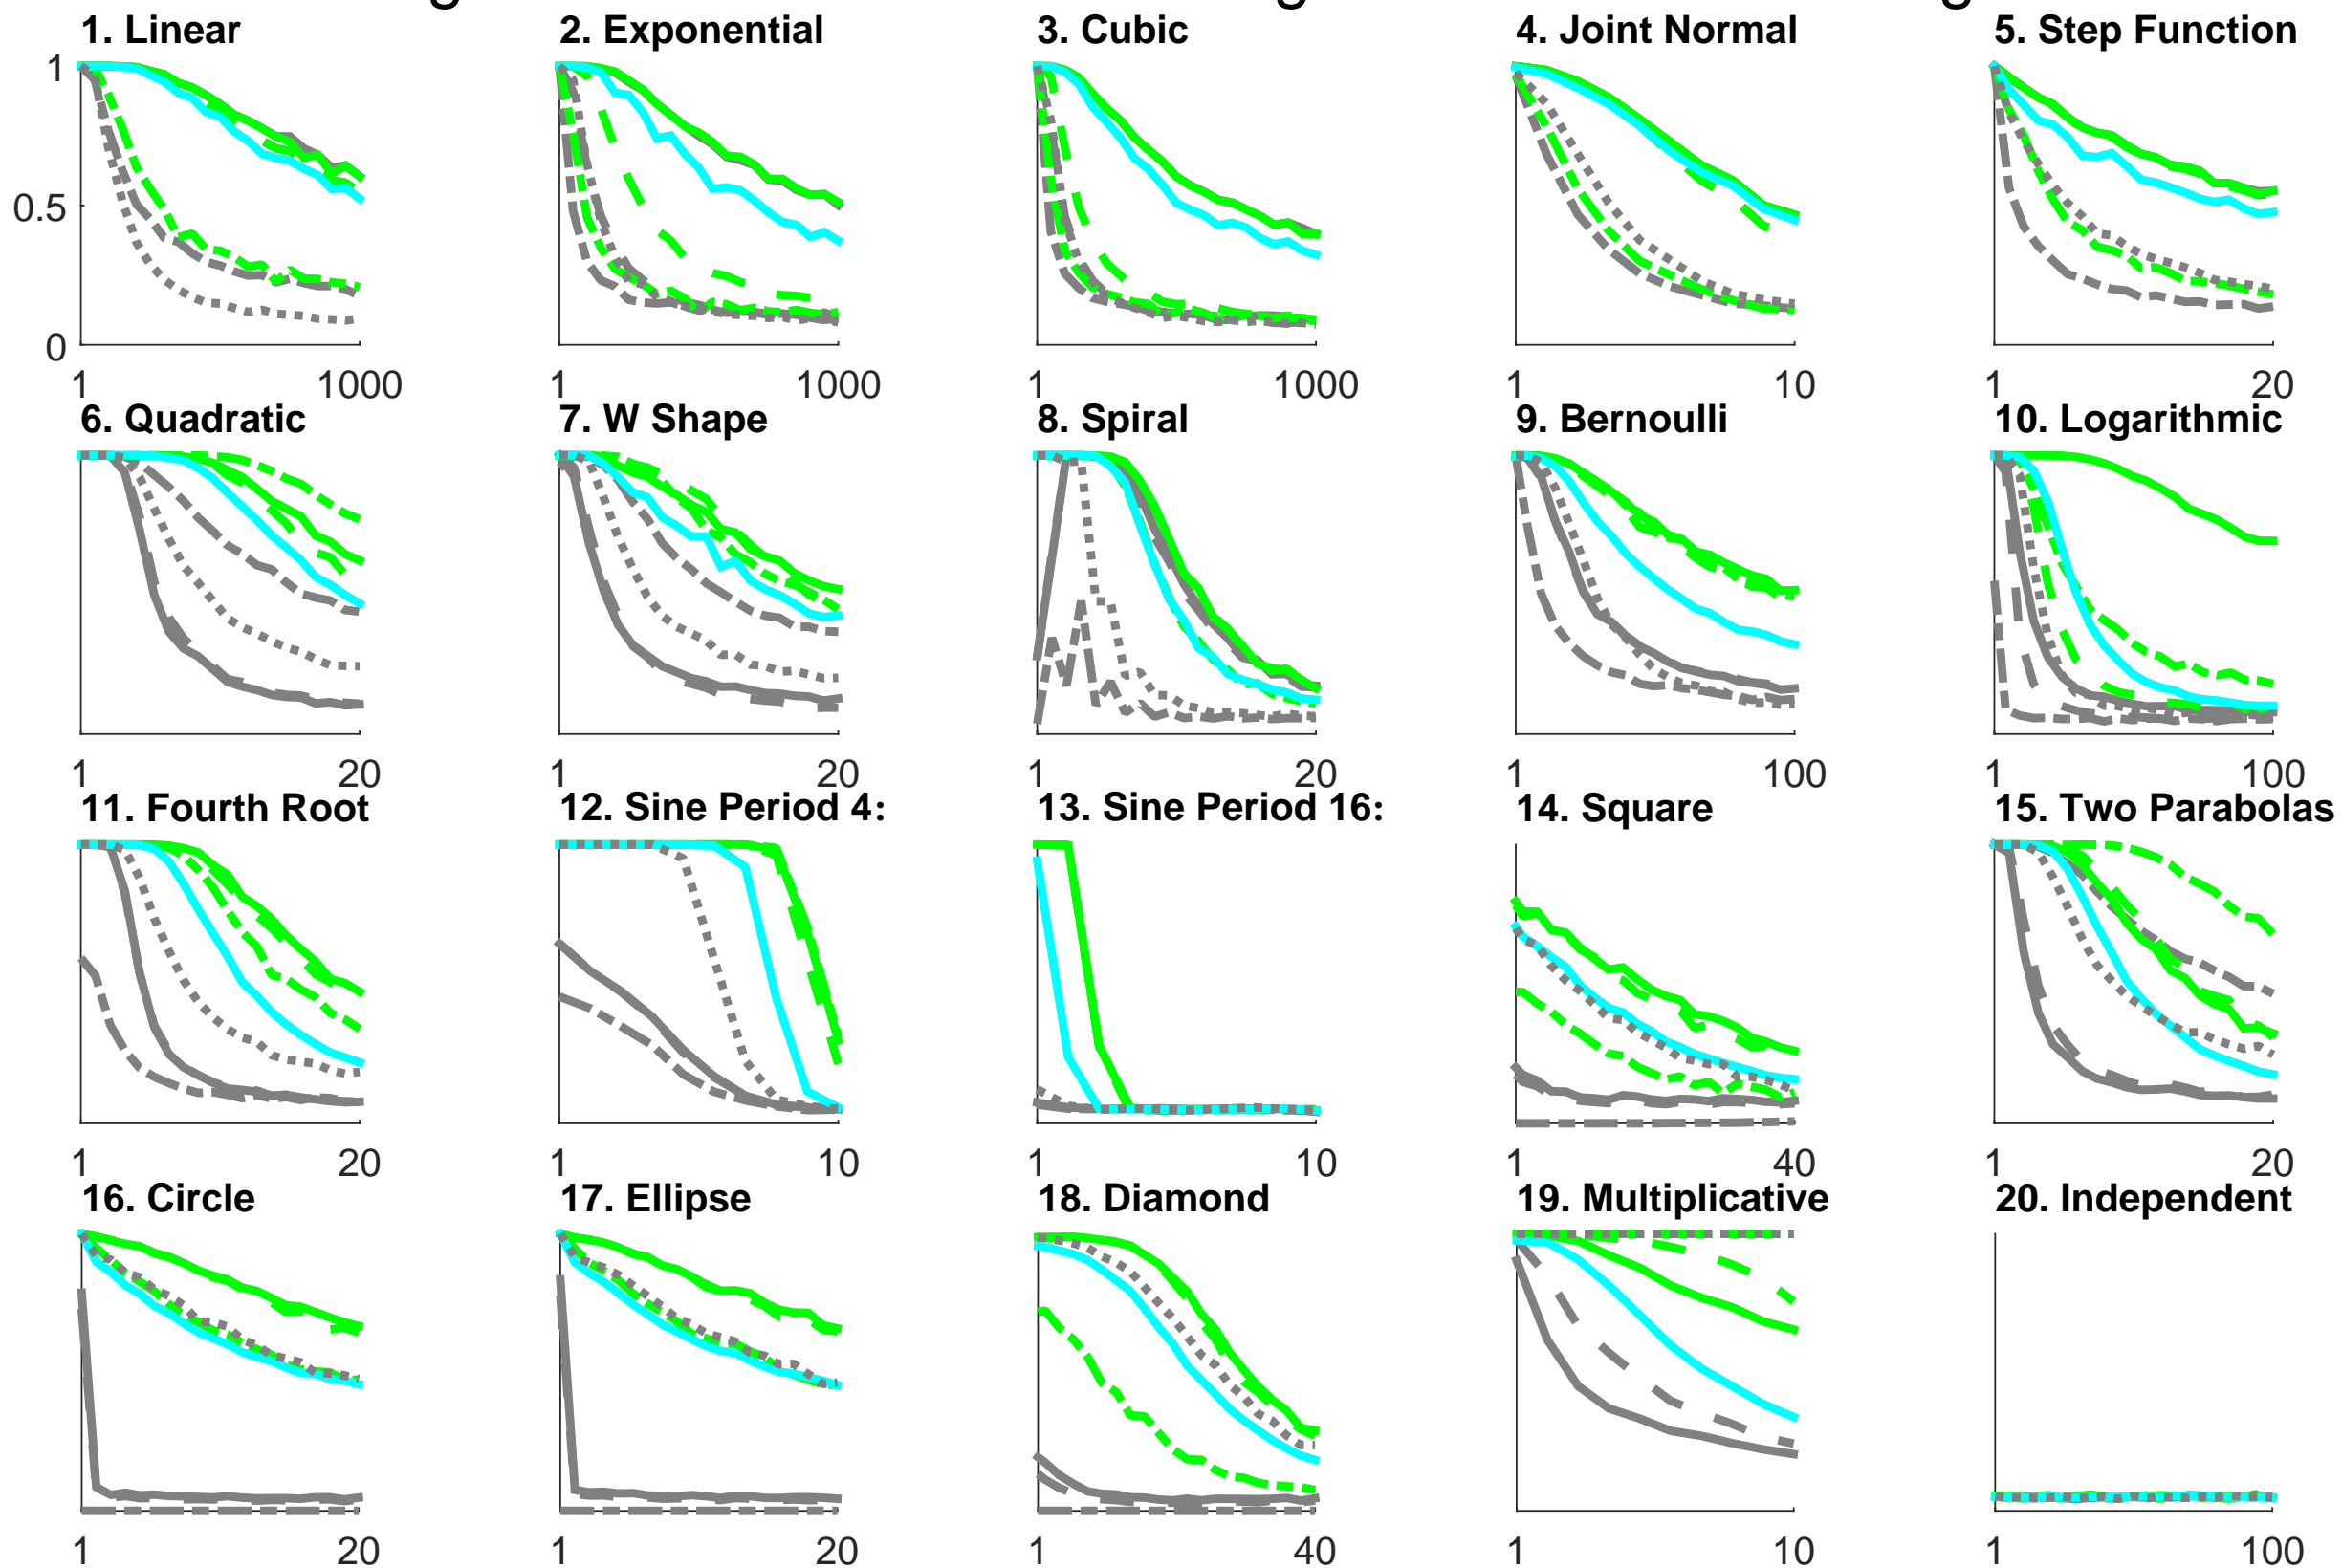 1. Linear 2. Exponential 3. Cubic 4. Joint Normal 5. Step Function
1
0.5
0
1 1000 1 1000 1 1000 1 10 1 20
6. Quadratic 7. W Shape 8. Spiral 9. Bernoulli 10. Logarithmic
1 20 1 20 1 20 1 100 1 100
11. Fourth Root 12. Sine Period 4: 13. Sine Period 16: 14. Square 15. Two Parabolas
1 20 1 10 1 10 1 40 1 20
16. Circle 17. Ellipse 18. Diamond 19. Multiplicative 20. Independent
1 20 1 20 1 40 1 10 1 100